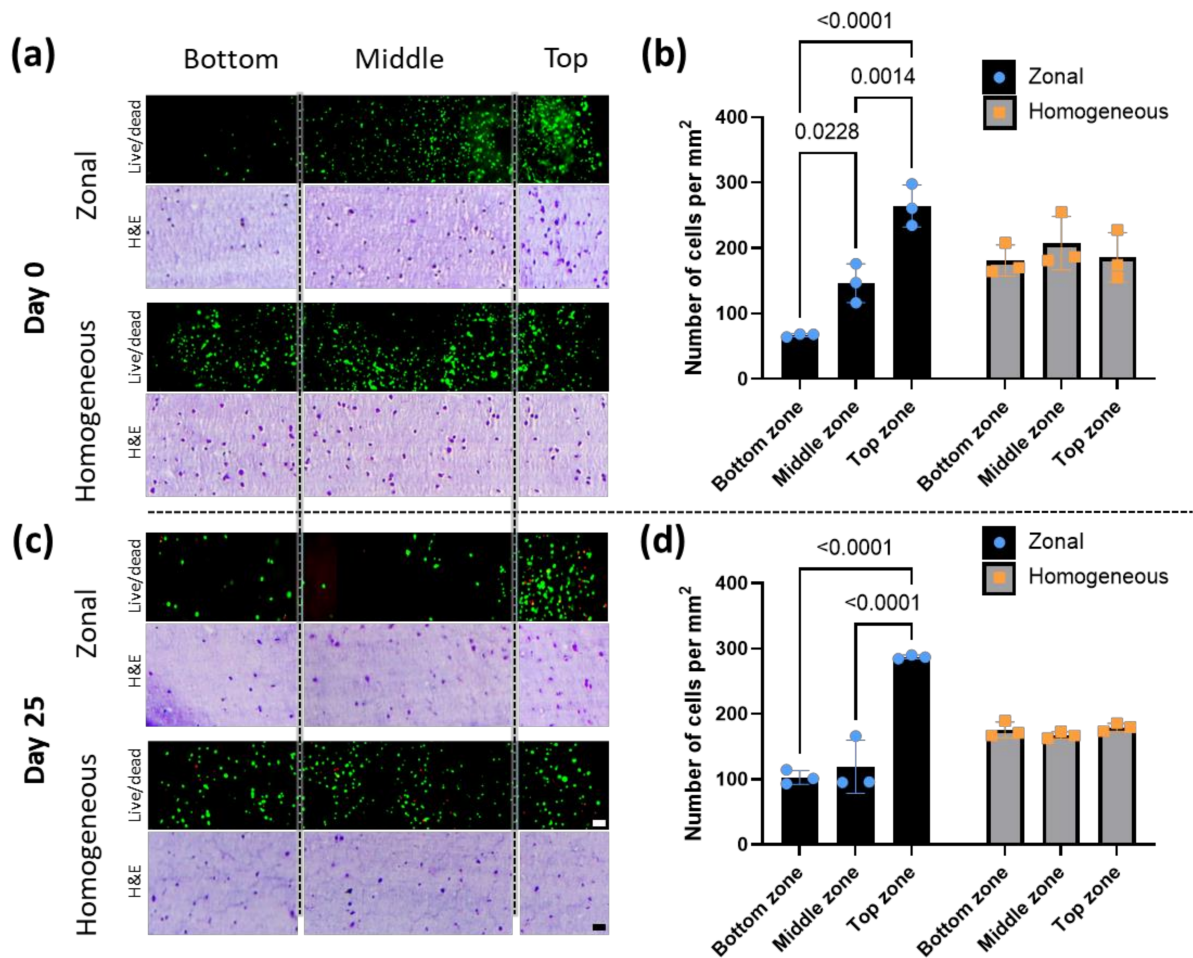 (a)
Bottom Middle Top
Zonal
Live/dead
H&E
Day 0
Homogeneous
Live/dead
H&E
(b)
<0.0001
0.0014
0.0228
Zonal
Homogeneous
Number of cells per mm²
400
300
200
100
0
Bottom zone
Middle zone
Top zone
Bottom zone
Middle zone
Top zone
(c)
Zonal
Live/dead
H&E
Day 25
Homogeneous
Live/dead
H&E
(d)
<0.0001
<0.0001
Zonal
Homogeneous
Number of cells per mm²
400
300
200
100
0
Bottom zone
Middle zone
Top zone
Bottom zone
Middle zone
Top zone